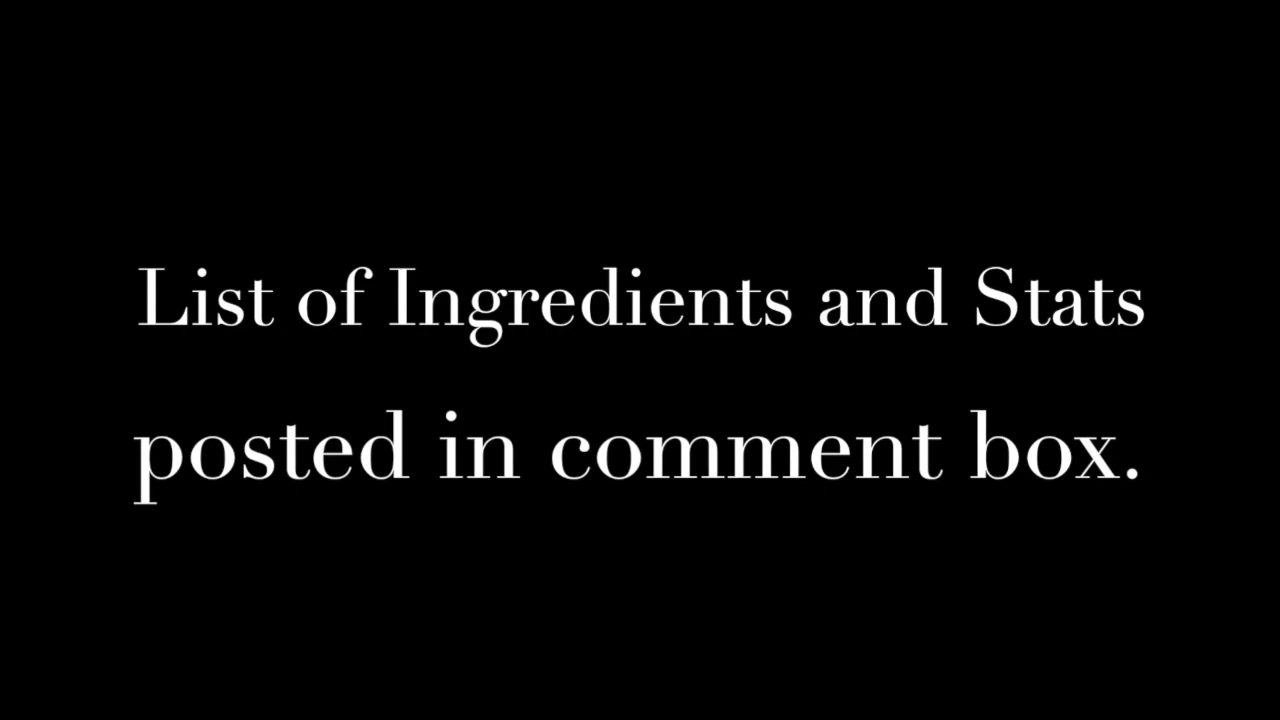 List of Ingredients and Stats
posted in comment box.